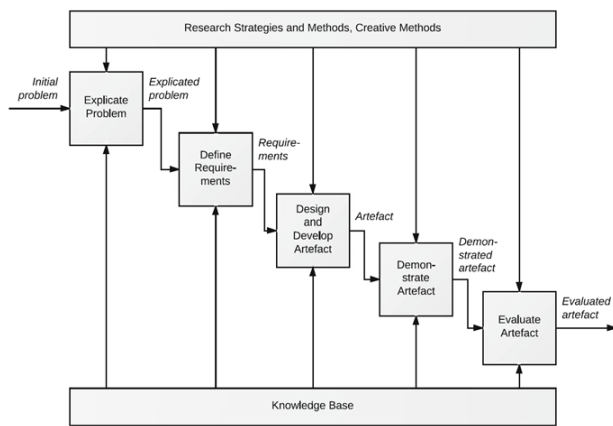 Research Strategies and Methods, Creative Methods
Initial
problem
Explicate
Problem
Explicated
problem
Define
Require-
ments
Require-
ments
Design
and
Develop
Artefact
Artefact
Demon-
strate
Artefact
Demon-
strated
artefact
Evaluate
Artefact
Evaluated
artefact
Knowledge Base